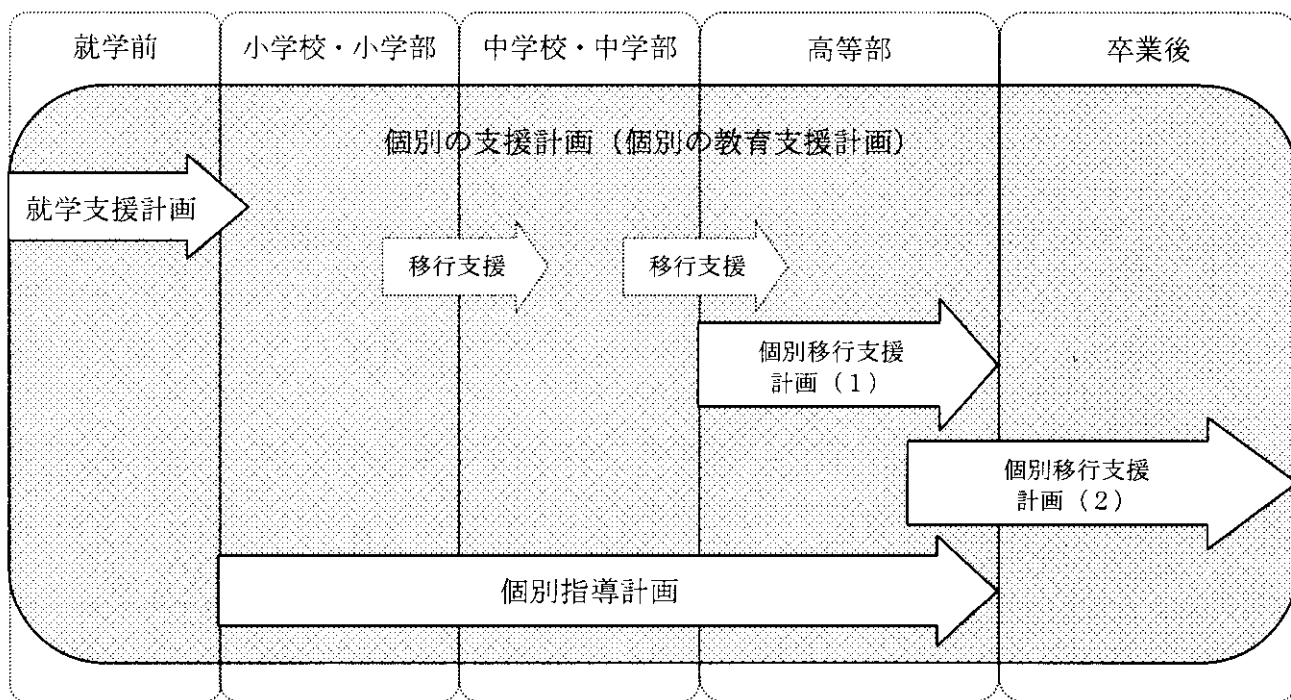 就学前
小学校・小学部
中学校・中学部
高等部
卒業後
個別の支援計画（個別の教育支援計画）
就学支援計画
移行支援
移行支援
個別移行支援
計画（１）
個別移行支援
計画（２）
個別指導計画